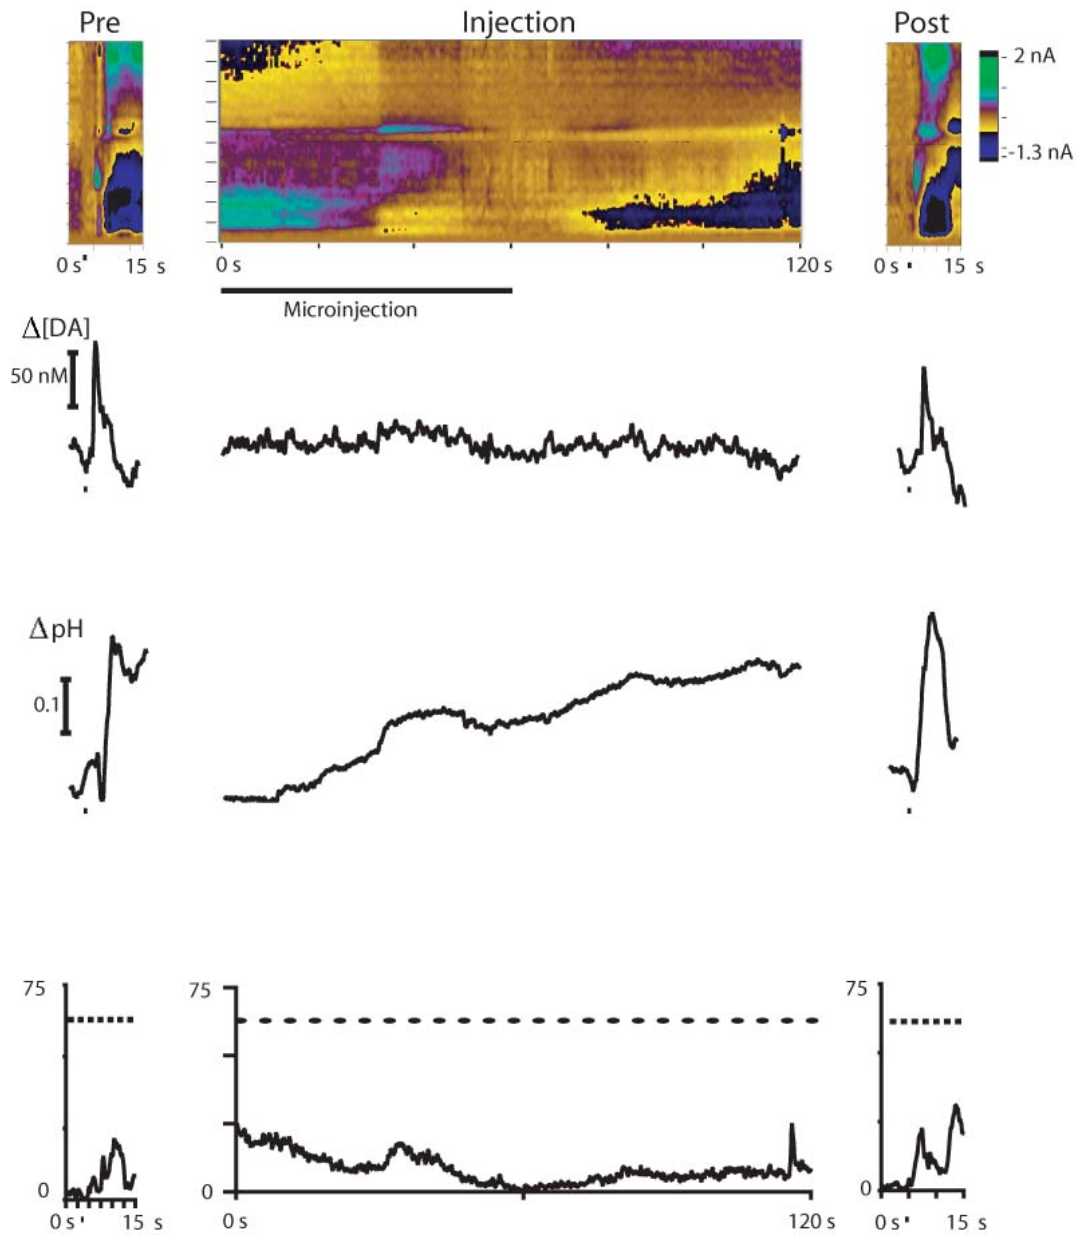 Pre Injection Post
2 nA
-1.3 nA
0 s 15 s 0 s 120 s 0 s 15 s
Microinjection
Δ[DA]
50 nM
ΔpH
0.1
75 75 75
0 0 0
0 s 15 s 0 s 120 s 0 s 15 s